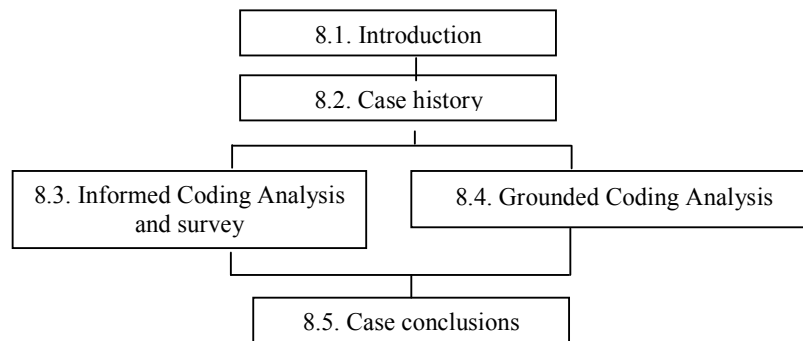 8.1. Introduction
8.2. Case history
8.3. Informed Coding Analysis
and survey
8.4. Grounded Coding Analysis
8.5. Case conclusions